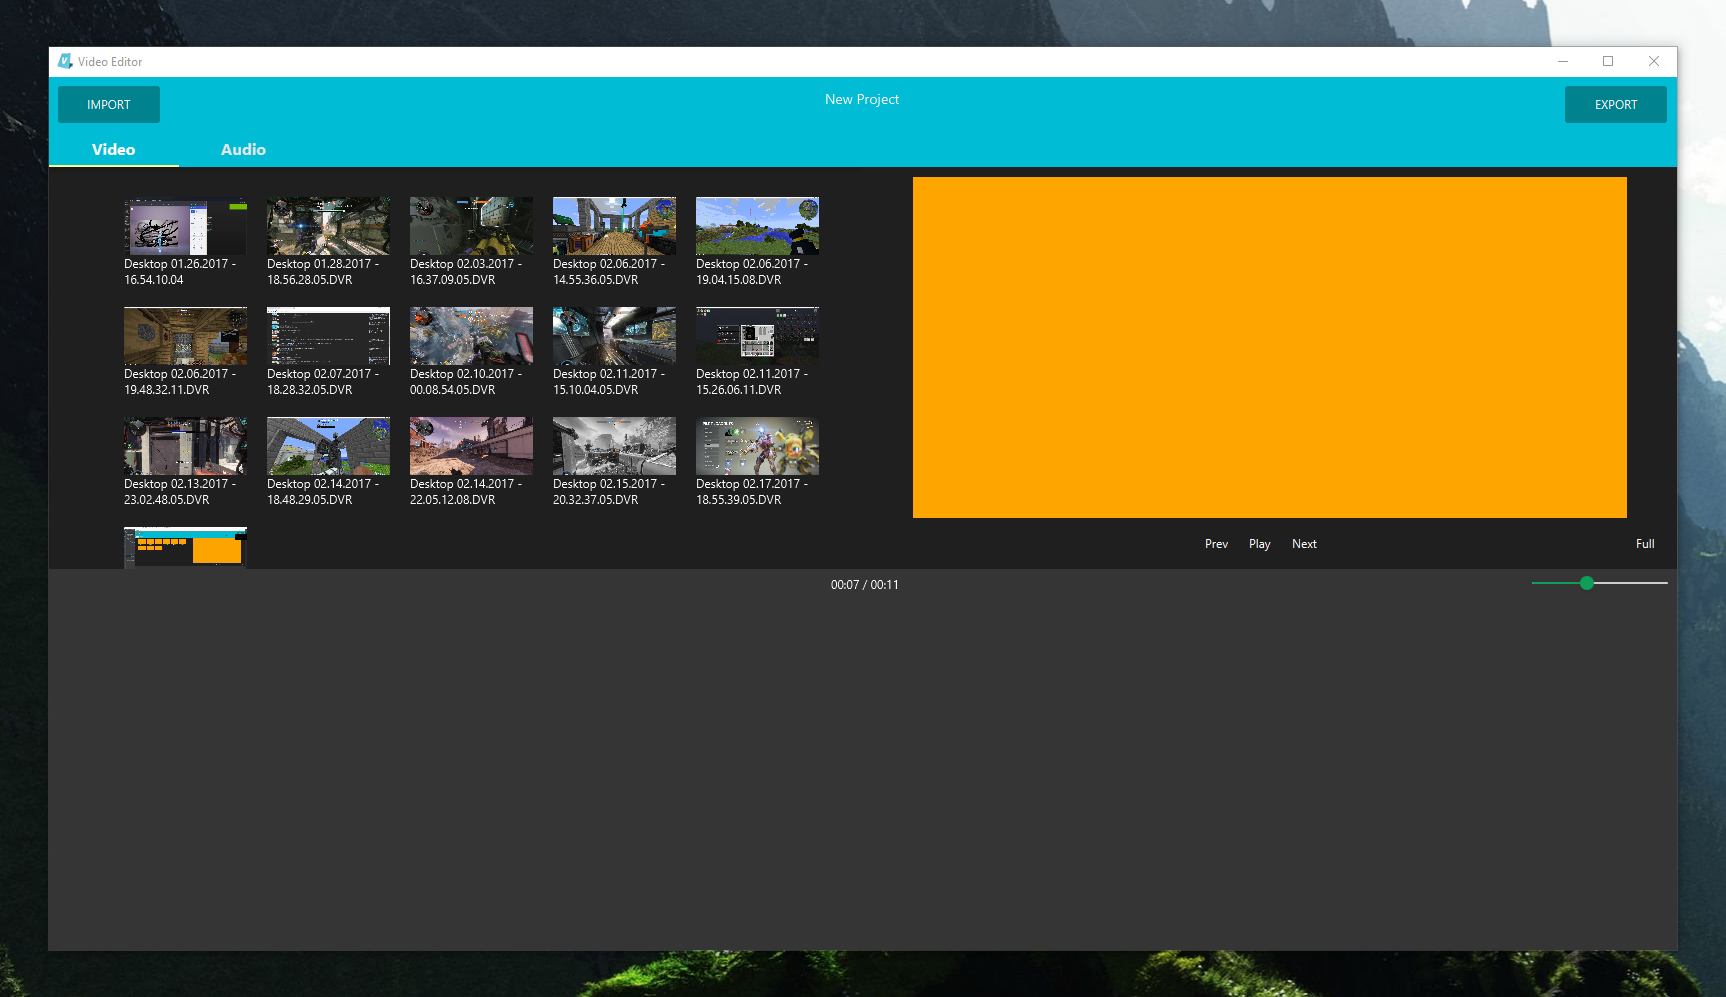 Video Editor
IMPORT
New Project
EXPORT
Video
Audio
Desktop 01.26.2017 -
16.54.10.04
Desktop 01.28.2017 -
18.56.28.05.DVR
Desktop 02.03.2017 -
16.37.09.05.DVR
Desktop 02.06.2017 -
14.55.36.05.DVR
Desktop 02.06.2017 -
19.04.15.08.DVR
Desktop 02.06.2017 -
19.48.32.11.DVR
Desktop 02.07.2017 -
18.28.32.05.DVR
Desktop 02.10.2017 -
00.08.54.05.DVR
Desktop 02.11.2017 -
15.10.04.05.DVR
Desktop 02.11.2017 -
15.26.06.11.DVR
Desktop 02.13.2017 -
23.02.48.05.DVR
Desktop 02.14.2017 -
18.48.29.05.DVR
Desktop 02.14.2017 -
22.05.12.08.DVR
Desktop 02.15.2017 -
20.32.37.05.DVR
Desktop 02.17.2017 -
18.55.39.05.DVR
Prev
Play
Next
Full
00:07 / 00:11